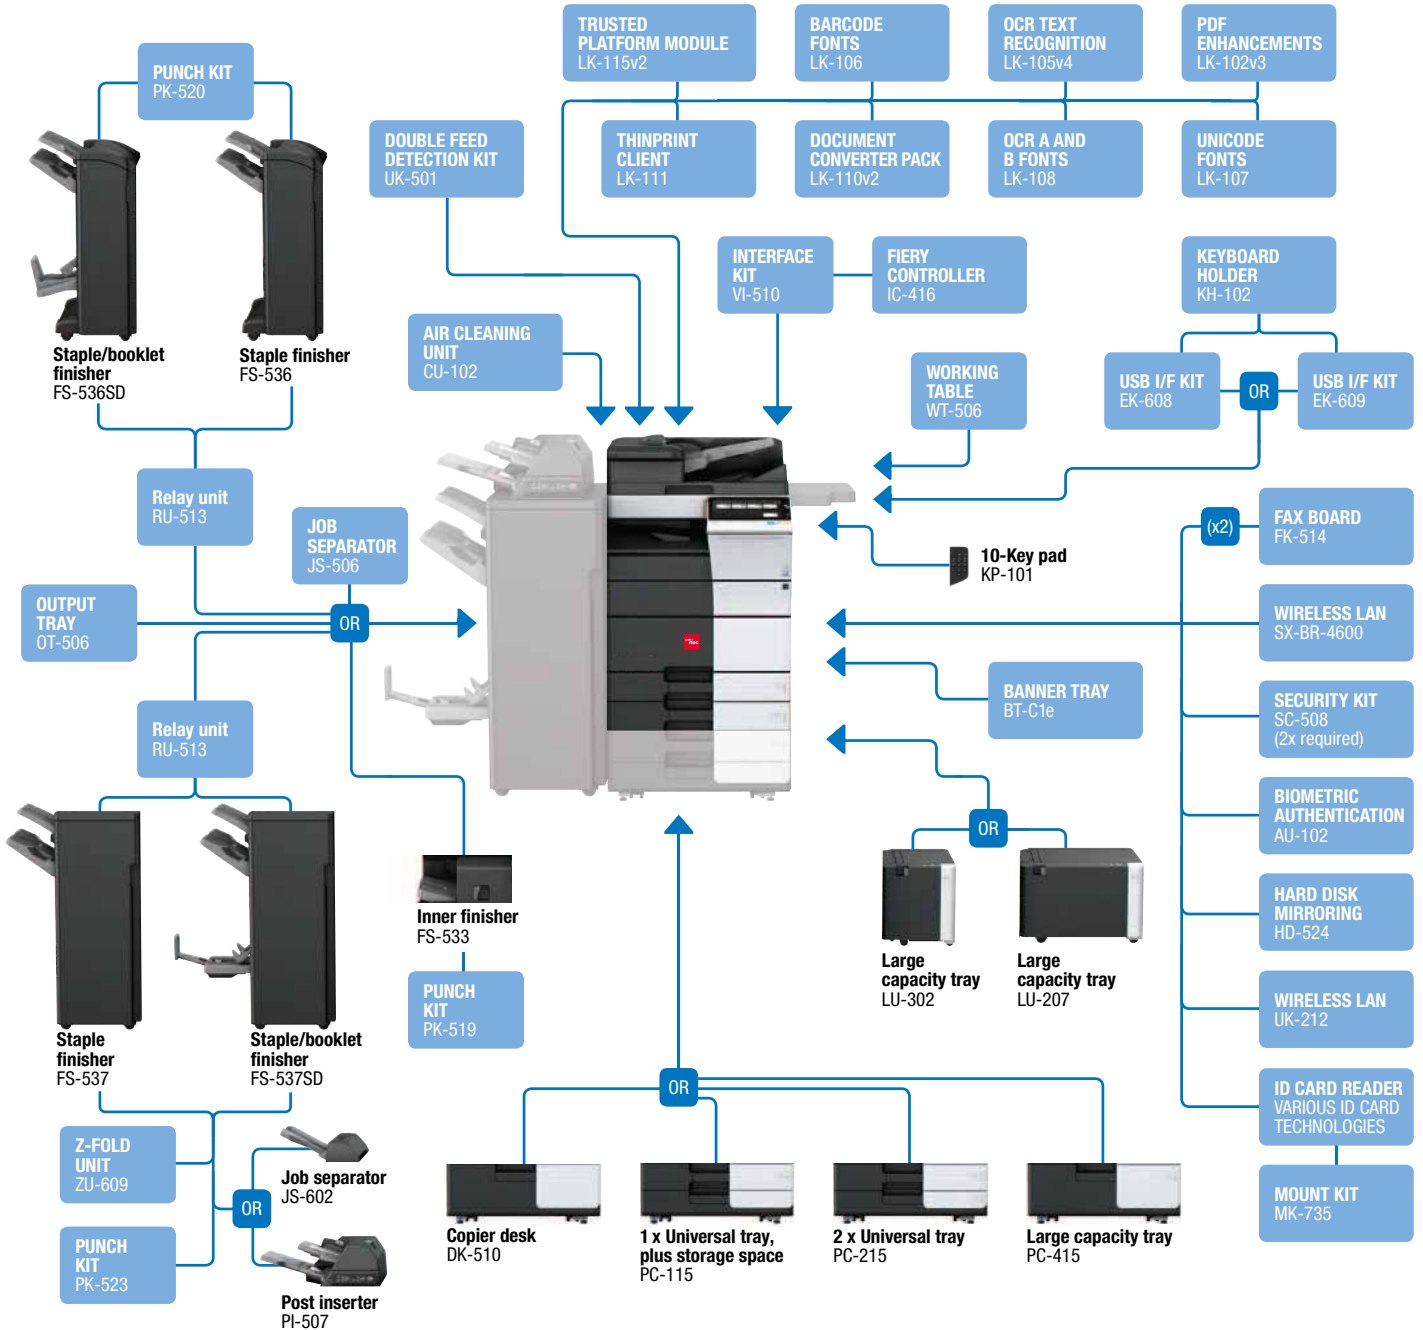 TRUSTED
PLATFORM MODULE
LK-115v2
BARCODE
FONTS
LK-106
OCR TEXT
RECOGNITION
LK-105v4
PDF
ENHANCEMENTS
LK-102v3
PUNCH KIT
PK-520
DOUBLE FEED
DETECTION KIT
UK-501
THINPRINT
CLIENT
LK-111
DOCUMENT
CONVERTER PACK
LK-110v2
OCR A AND
B FONTS
LK-108
UNICODE
FONTS
LK-107
INTERFACE
KIT
VI-510
FIERY
CONTROLLER
IC-416
KEYBOARD
HOLDER
KH-102
AIR CLEANING
UNIT
CU-102
Staple/booklet
finisher
FS-536SD
Staple finisher
FS-536
WORKING
TABLE
WT-506
USB I/F KIT
EK-608
OR
USB I/F KIT
EK-609
Relay unit
RU-513
JOB
SEPARATOR
JS-506
(x2)
FAX BOARD
FK-514
10-Key pad
KP-101
OUTPUT
TRAY
OT-506
OR
WIRELESS LAN
SX-BR-4600
BANNER TRAY
BT-C1e
SECURITY KIT
SC-508
(2x required)
Relay unit
RU-513
BIOMETRIC
AUTHENTICATION
AU-102
OR
HARD DISK
MIRRORING
HD-524
Inner finisher
FS-533
Large
capacity tray
LU-302
Large
capacity tray
LU-207
PUNCH
KIT
PK-519
WIRELESS LAN
UK-212
Staple
finisher
FS-537
Staple/booklet
finisher
FS-537SD
OR
ID CARD READER
VARIOUS ID CARD
TECHNOLOGIES
Z-FOLD
UNIT
ZU-609
Job separator
JS-602
OR
MOUNT KIT
MK-735
PUNCH
KIT
PK-523
Post inserter
PI-507
Copier desk
DK-510
1 x Universal tray,
plus storage space
PC-115
2 x Universal tray
PC-215
Large capacity tray
PC-415